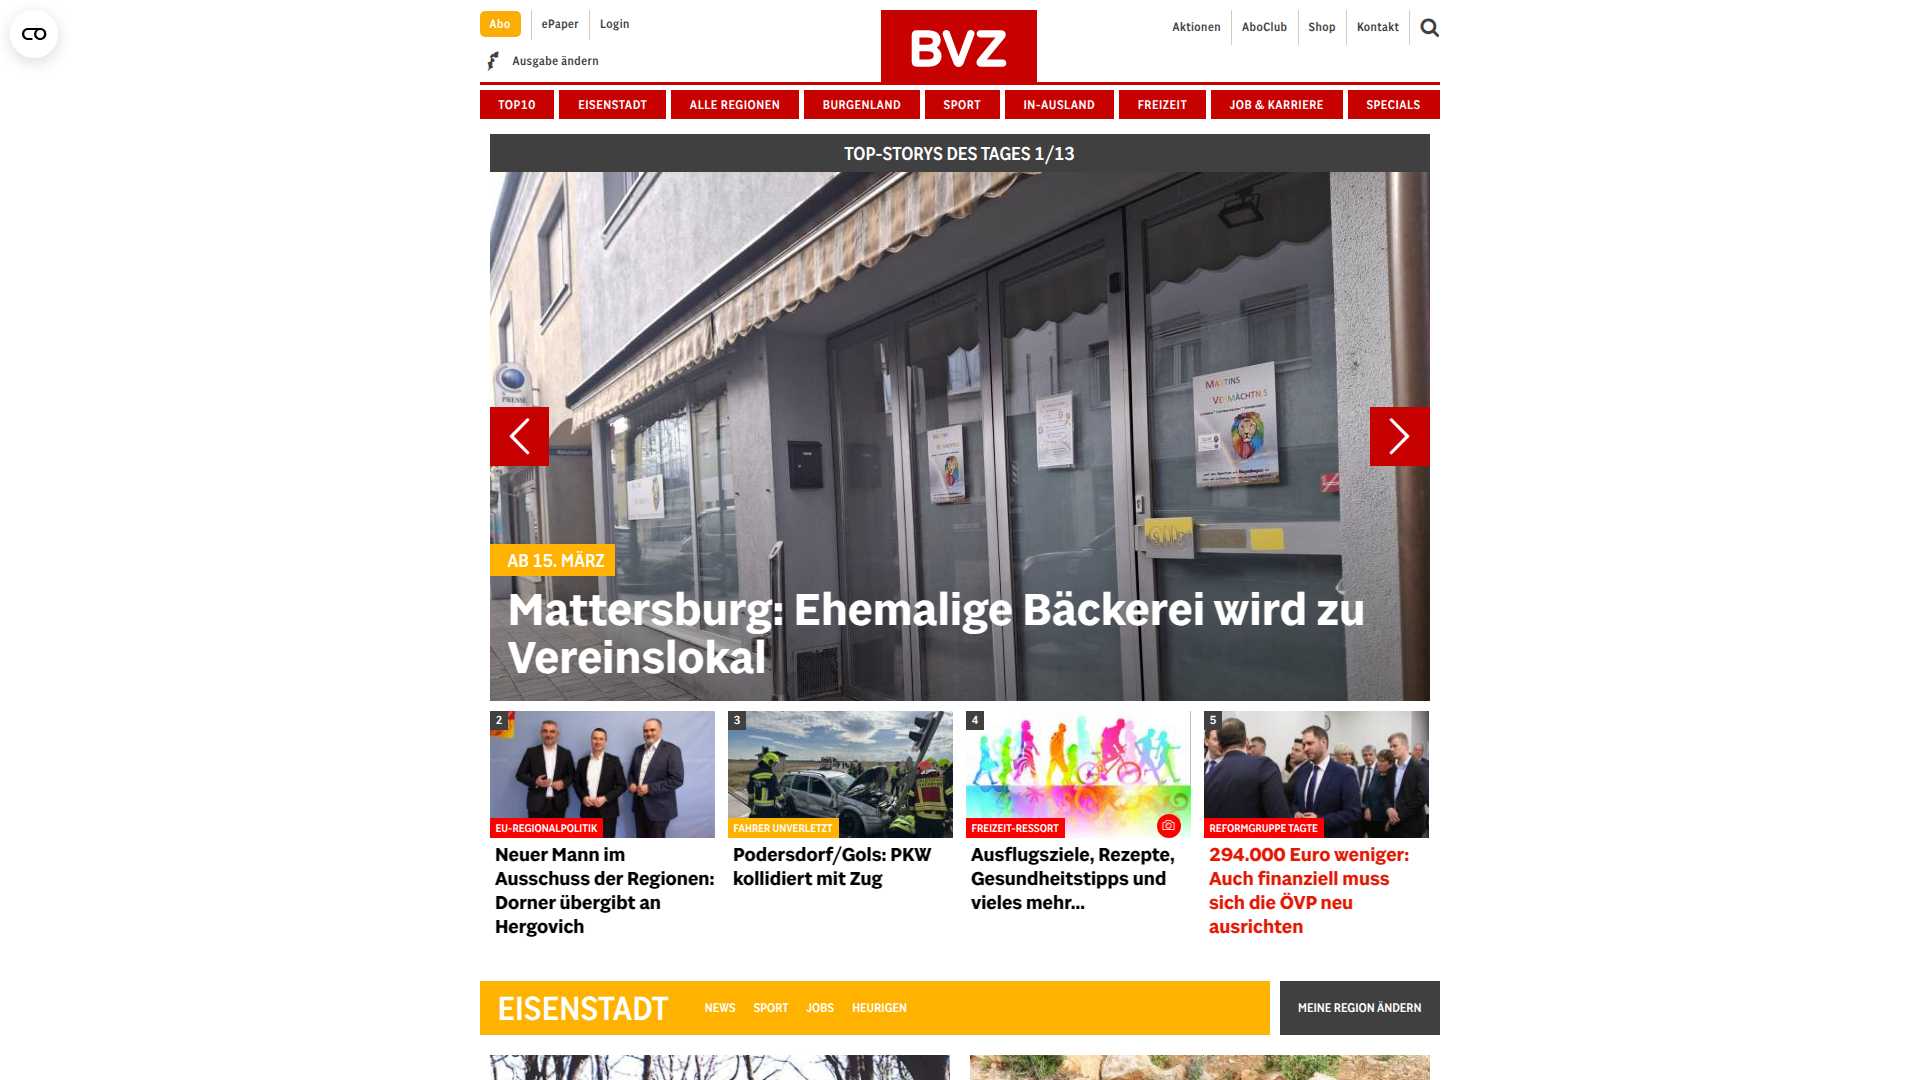 Abo
ePaper
Login
BVZ
Aktionen
AboClub
Shop
Kontakt
Ausgabe ändern
TOP10
EISENSTADT
ALLE REGIONEN
BURGENLAND
SPORT
IN-AUSLAND
FREIZEIT
JOB & KARRIERE
SPECIALS
TOP-STORYS DES TAGES 1/13
PRESSE
MARTINS
VERMÄCHTNIS
AB 15. MÄRZ
Mattersburg: Ehemalige Bäckerei wird zu
Vereinslokal
2
EU-REGIONALPOLITIK
Neuer Mann im
Ausschuss der Regionen:
Dorner übergibt an
Hergovich
3
FAHRER UNVERLETZT
Podersdorf/Gols: PKW
kollidiert mit Zug
4
FREIZEIT-RESSORT
Ausflugsziele, Rezepte,
Gesundheitstipps und
vieles mehr...
5
REFORMGRUPPE TAGTE
294.000 Euro weniger:
Auch finanziell muss
sich die ÖVP neu
ausrichten
EISENSTADT
NEWS
SPORT
JOBS
HEURIGEN
MEINE REGION ÄNDERN